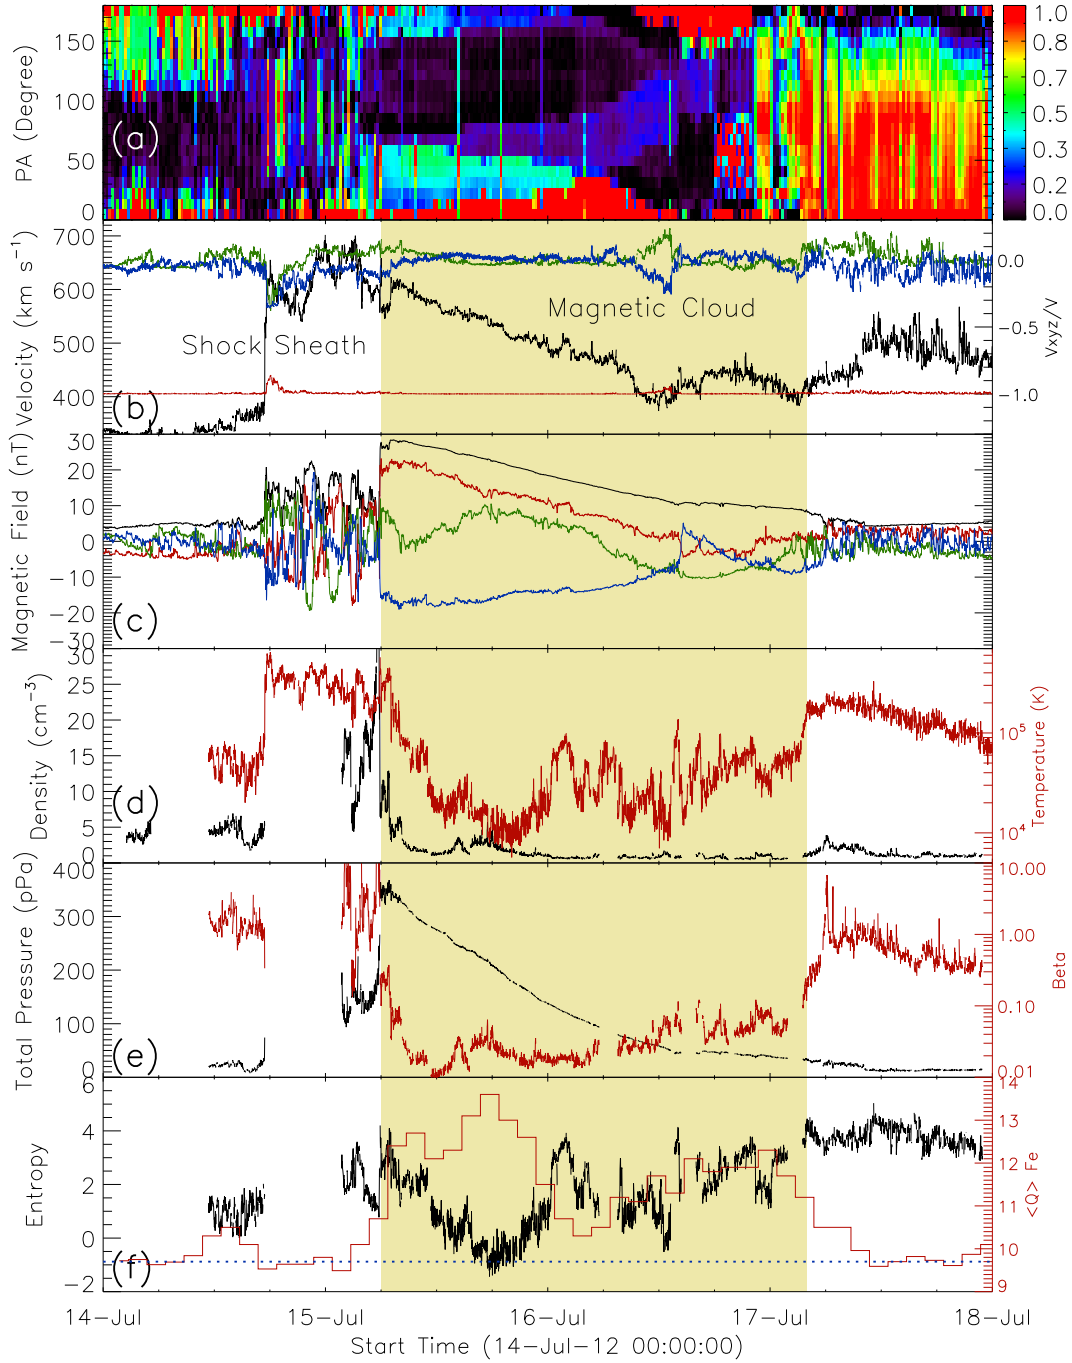 PA (Degree)
150
100
50
0
(a)
1.0
0.8
0.7
0.5
0.3
0.2
0.0
Velocity (km s⁻¹)
700
600
500
400
Shock Sheath
Magnetic Cloud
(b)
0.0
−0.5
−1.0
Vxyz/V
Magnetic Field (nT)
30
20
10
0
−10
−20
−30
(c)
Density (cm⁻³)
30
25
20
15
10
5
0
(d)
10⁵
10⁴
Temperature (K)
Total Pressure (pPa)
400
300
200
100
0
(e)
10.00
1.00
0.10
0.01
Beta
Entropy
6
4
2
0
−2
(f)
14
13
12
11
10
9
<Q> Fe
14−Jul 15−Jul 16−Jul 17−Jul 18−Jul
Start Time (14−Jul−12 00:00:00)